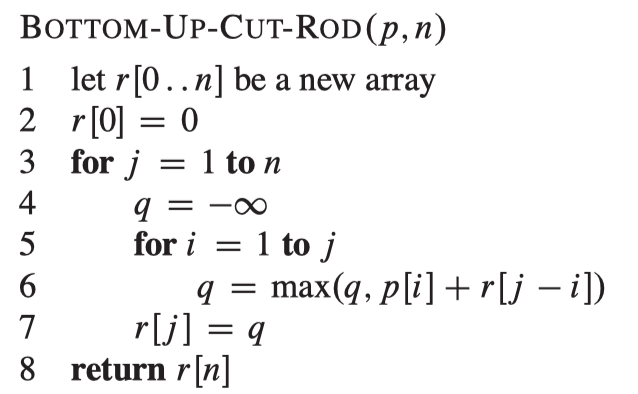 BOTTOM-UP-CUT-ROD(p, n)
1 let r[0..n] be a new array
2 r[0] = 0
3 for j = 1 to n
4 q = −∞
5 for i = 1 to j
6 q = max(q, p[i] + r[j − i])
7 r[j] = q
8 return r[n]